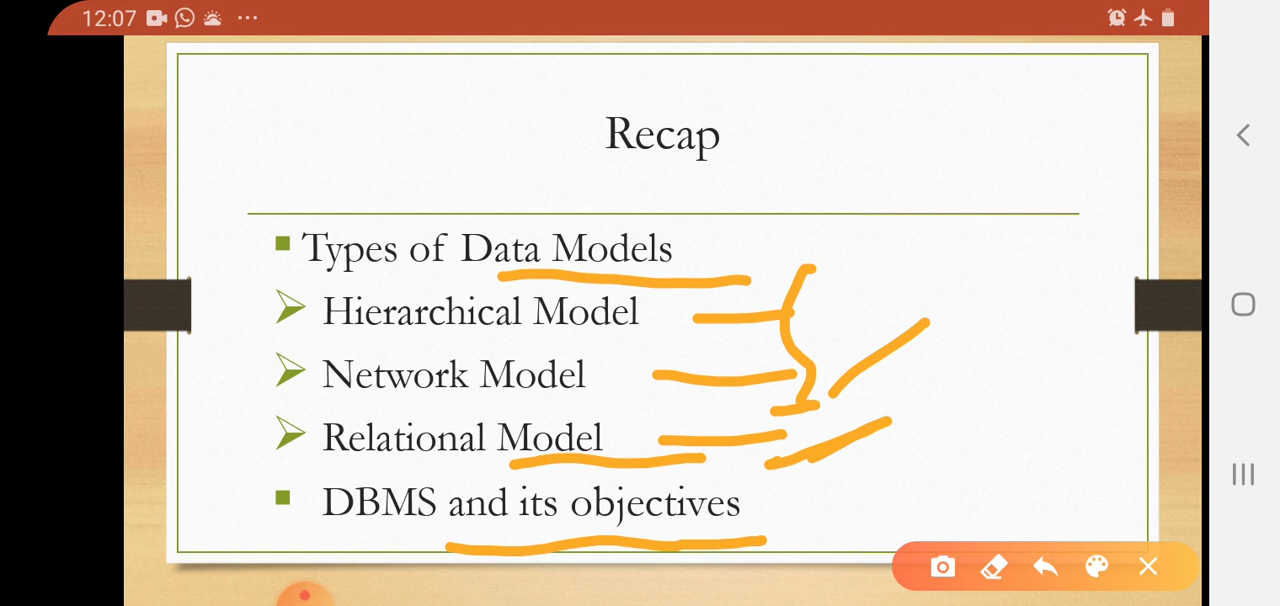 12:07
Recap
Types of Data Models
Hierarchical Model
Network Model
Relational Model
DBMS and its objectives